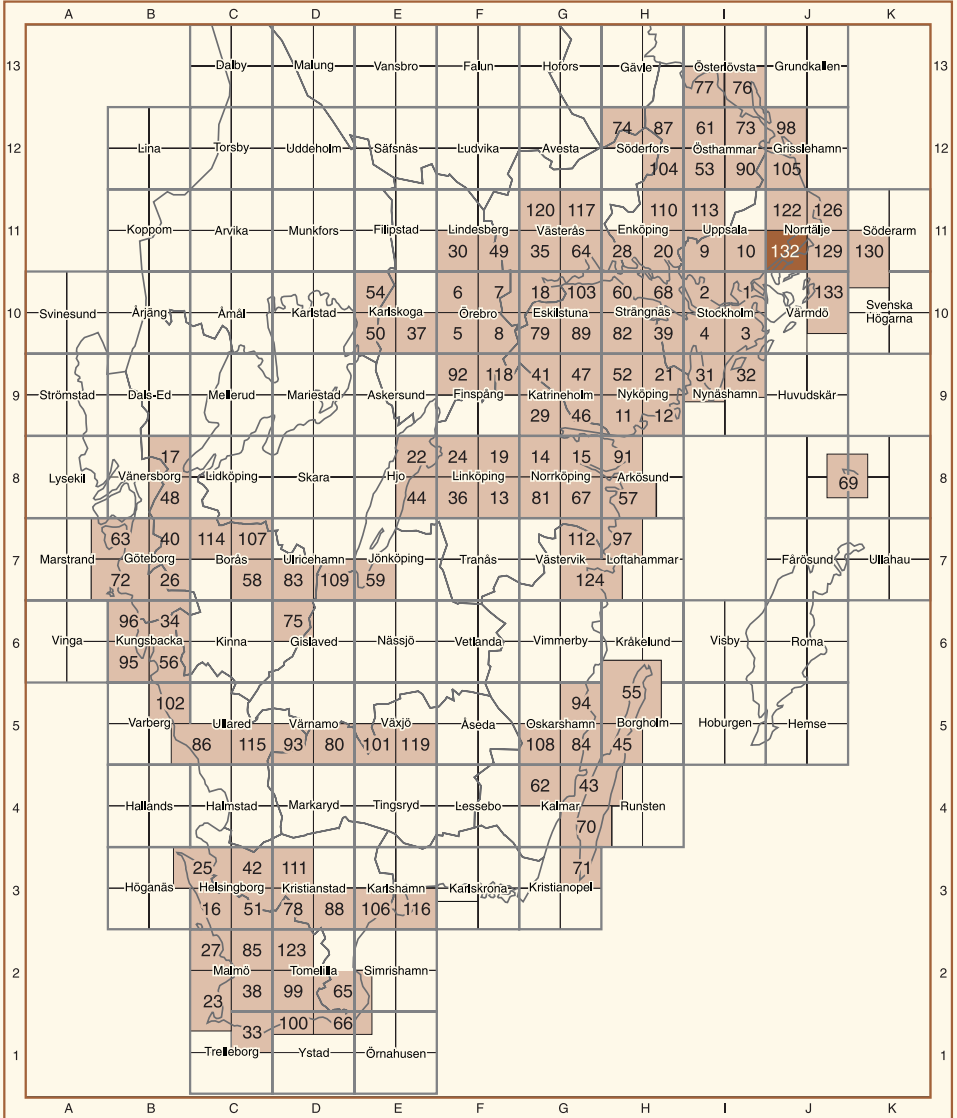 A B C D E F G H I J K
13 Dalby Malung Vansbro Falun Hofors Gävle Österlövsta Grundkallen 13
77 76
74 87 61 73 98
12 Lina Torsby Uddeholm Säfsnäs Ludvika Avesta Söderfors Östhammar Grisslehamn 12
104 53 90 105
120 117 110 113 122 126
11 Koppom Arvika Munkfors Filipstad Lindesberg Västerås Enköping Uppsala Norrtälje Söderarm 11
30 49 35 64 28 20 9 10 132 129 130
54 6 7 18 103 60 68 2 1 133
10 Svinesund Årjäng Åmål Karlstad Karlskoga Örebro Eskilstuna Strängnäs Stockholm Värmdö Svenska Högarna 10
50 37 5 8 79 89 82 39 4 3
92 118 41 47 52 21 31 32
9 Strömstad Dals-Ed Mellerud Mariestad Askersund Finspång Katrineholm Nyköping Nynäshamn Huvudskär 9
29 46 11 12
17 22 24 19 14 15 91
8 Lysekil Vänersborg Lidköping Skara Hjo Linköping Norrköping Arkösund 69 8
48 44 36 13 81 67 57
63 40 114 107 112 97
7 Marstrand Göteborg Borås Ulricehamn Jönköping Tranås Västervik Loftahammar Fårösund Ullahau 7
72 26 58 83 109 59 124
96 34 75
6 Vinga Kungsbacka Kinna Gislaved Nässjö Vetlanda Vimmerby Kråkelund Visby Roma 6
95 56
102 94 55
5 Varberg Ullared Värnamo Växjö Åseda Oskarshamn Borgholm Hoburgen Hemse 5
86 115 93 80 101 119 108 84 45
62 43
4 Hallands Halmstad Markaryd Tingsryd Lessebo Kalmar Runsten 4
70
25 42 111 71
3 Höganäs Helsingborg Kristianstad Karlshamn Karlskrona Kristianopel 3
16 51 78 88 106 116
27 85 123
2 Malmö Tomelilla Simrishamn 2
23 38 99 65
33 100 66
1 Trelleborg Ystad Örnahusen 1
A B C D E F G H I J K